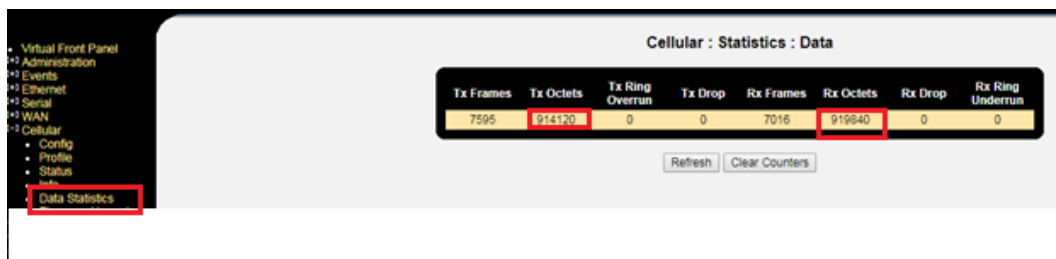 Virtual Front Panel
Administration
Events
Ethernet
Serial
WAN
Cellular
Config
Profile
Status
Info
Data Statistics
Cellular : Statistics : Data
Tx Frames Tx Octets Tx Ring Overrun Tx Drop Rx Frames Rx Octets Rx Drop Rx Ring Underrun
7595 914120 0 0 7016 919840 0 0
Refresh Clear Counters